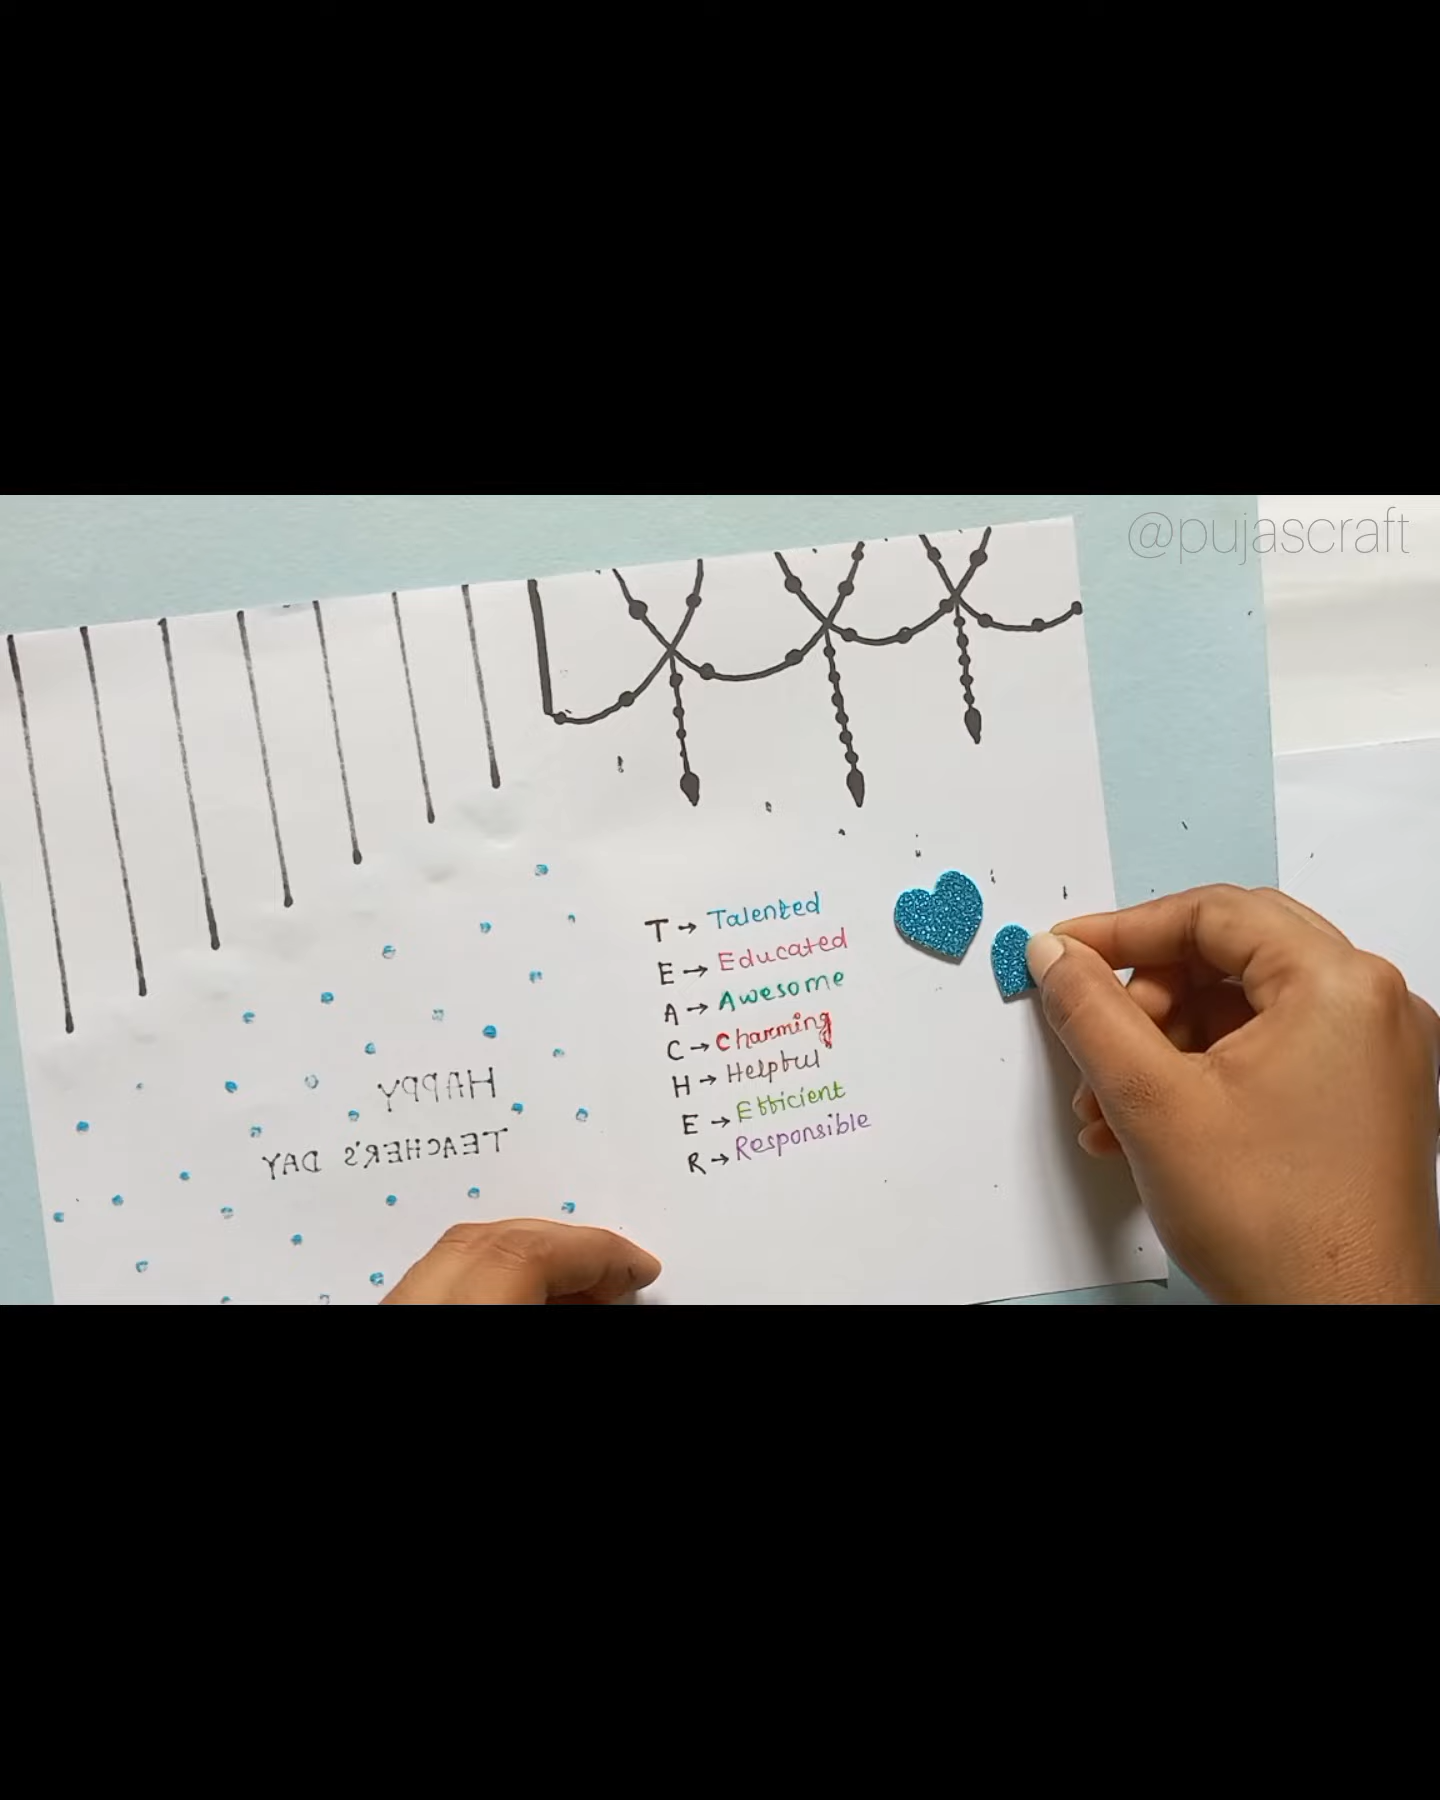 @pujascraft
T → Talented
E → Educated
A → Awesome
C → Charming
H → Helpful
E → Efficient
R → Responsible
HAPPY
TEACHER'S DAY